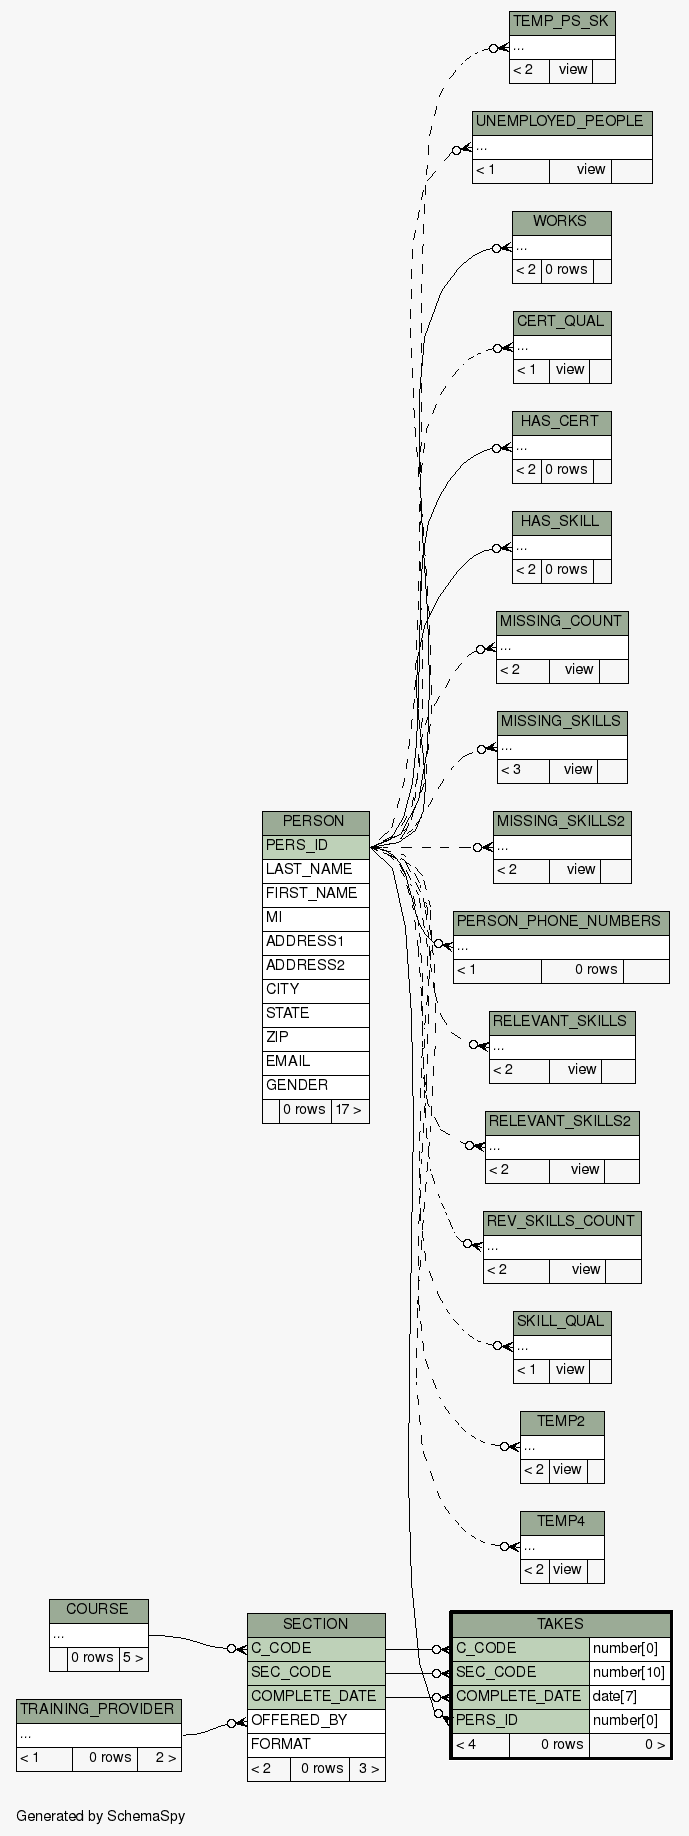 TEMP_PS_SK
...
< 2 view
UNEMPLOYED_PEOPLE
...
< 1 view
WORKS
...
< 2 0 rows
CERT_QUAL
...
< 1 view
HAS_CERT
...
< 2 0 rows
HAS_SKILL
...
< 2 0 rows
MISSING_COUNT
...
< 2 view
MISSING_SKILLS
...
< 3 view
PERSON
PERS_ID
LAST_NAME
FIRST_NAME
MI
ADDRESS1
ADDRESS2
CITY
STATE
ZIP
EMAIL
GENDER
0 rows 17 >
MISSING_SKILLS2
...
< 2 view
PERSON_PHONE_NUMBERS
...
< 1 0 rows
RELEVANT_SKILLS
...
< 2 view
RELEVANT_SKILLS2
...
< 2 view
REV_SKILLS_COUNT
...
< 2 view
SKILL_QUAL
...
< 1 view
TEMP2
...
< 2 view
TEMP4
...
< 2 view
COURSE
...
0 rows 5 >
TRAINING_PROVIDER
...
< 1 0 rows 2 >
SECTION
C_CODE
SEC_CODE
COMPLETE_DATE
OFFERED_BY
FORMAT
< 2 0 rows 3 >
TAKES
C_CODE number[0]
SEC_CODE number[10]
COMPLETE_DATE date[7]
PERS_ID number[0]
< 4 0 rows 0 >
Generated by SchemaSpy